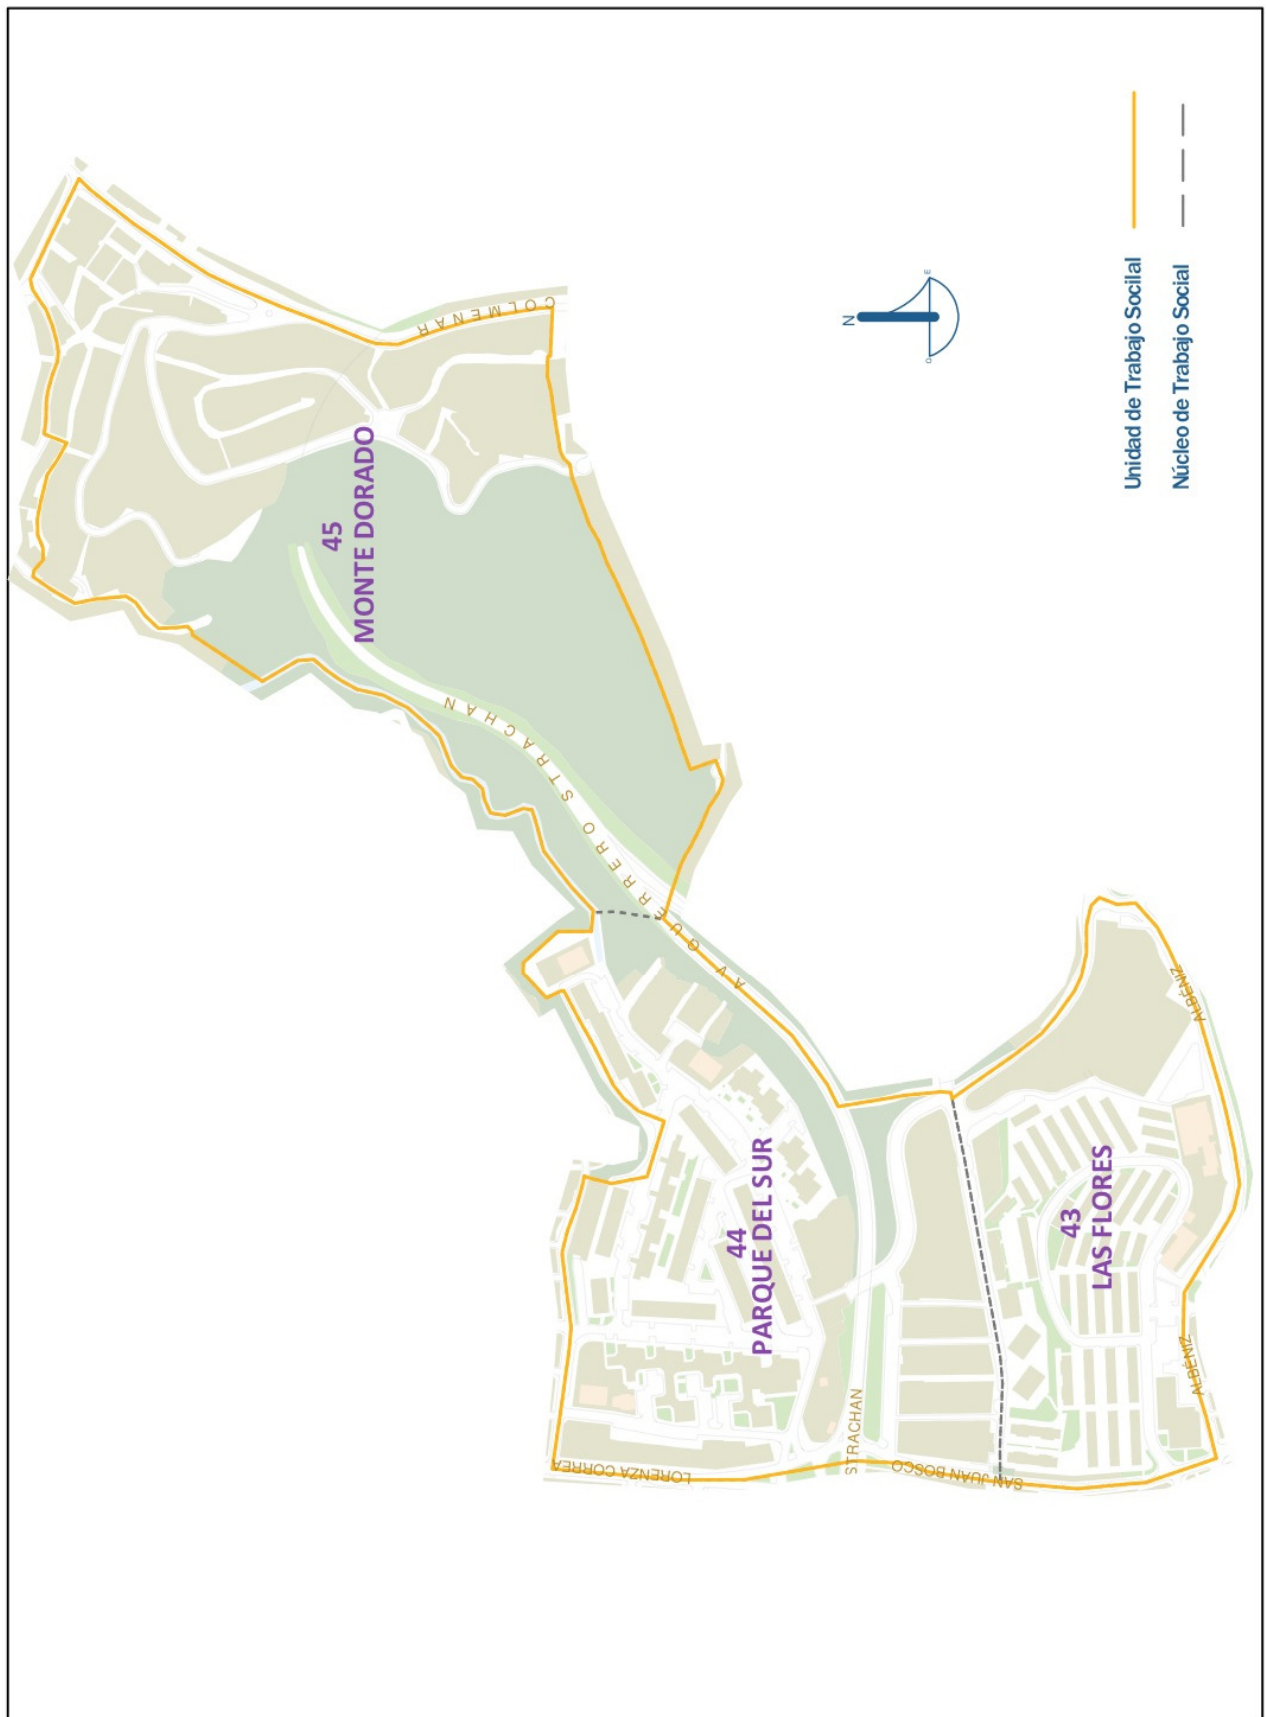 COLMENAR
45
MONTE DORADO
N
E
O
Unidad de Trabajo Socilal
Núcleo de Trabajo Social
AV GUERRERO STRACHAN
44
PARQUE DEL SUR
ALBÉNIZ
43
LAS FLORES
ALBÉNIZ
STRACHAN
LORENZA CORREA
SAN JUAN BOSCO